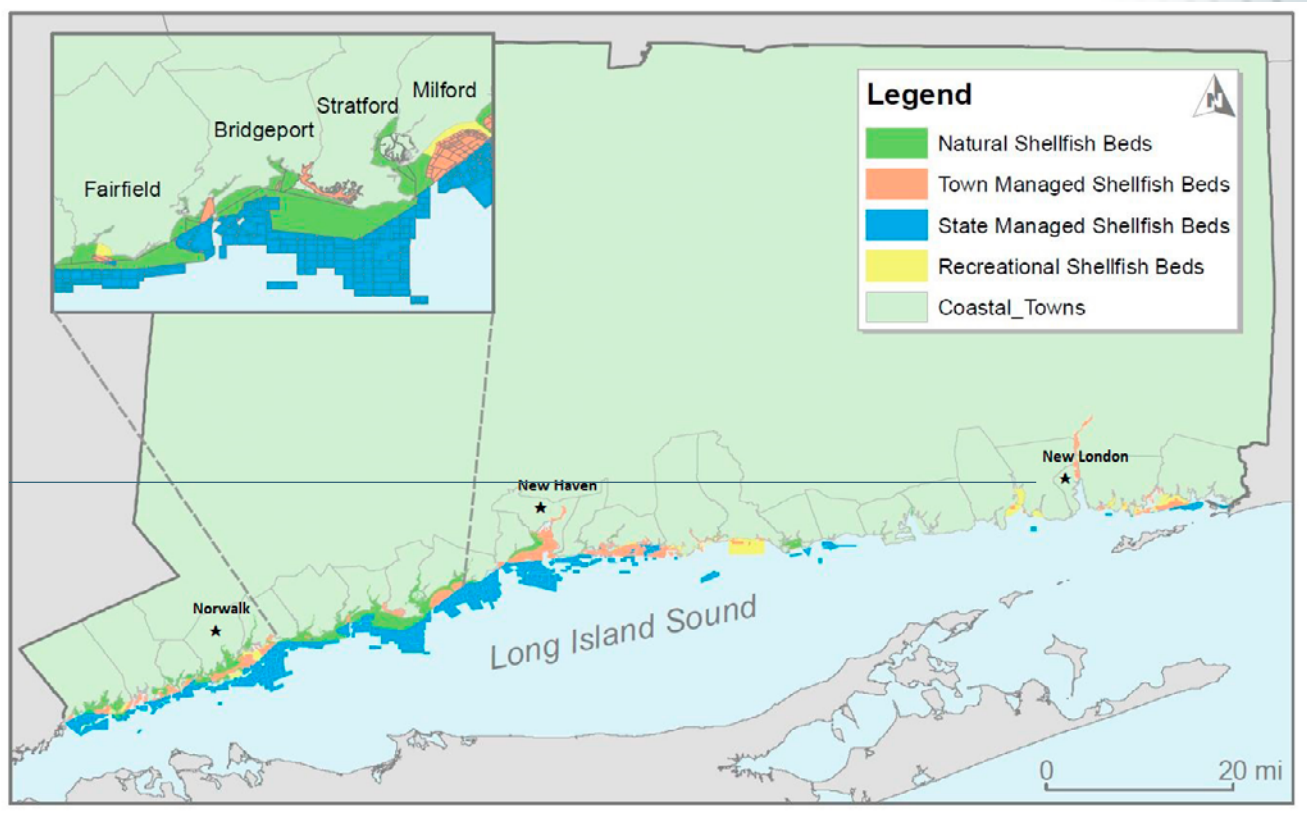 Milford
Stratford
Bridgeport
Fairfield
Legend
N
Natural Shellfish Beds
Town Managed Shellfish Beds
State Managed Shellfish Beds
Recreational Shellfish Beds
Coastal_Towns
New London
New Haven
Norwalk
Long Island Sound
0 20 mi